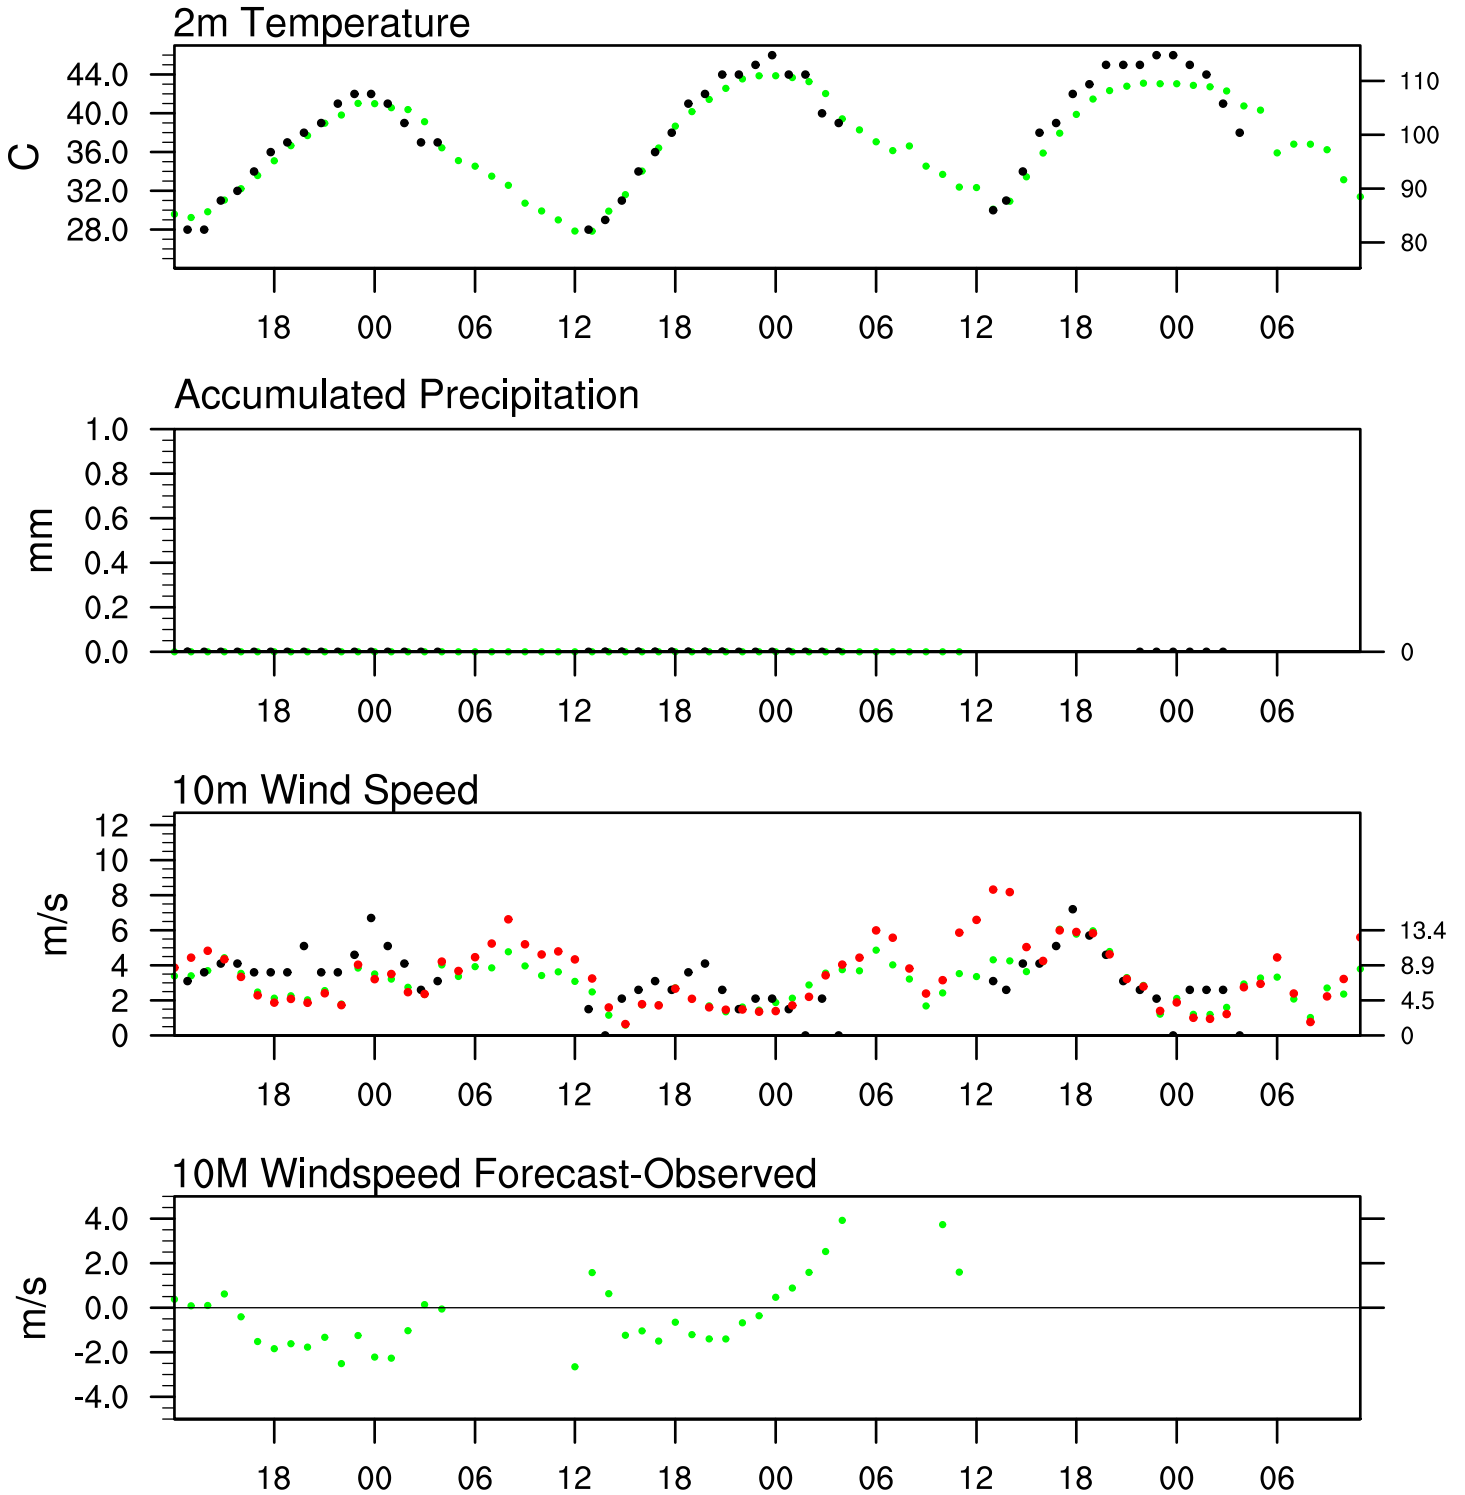 2m Temperature
44.0
40.0
36.0
32.0
28.0
C
110
100
90
80
18 00 06 12 18 00 06 12 18 00 06
Accumulated Precipitation
1.0
0.8
0.6
0.4
0.2
0.0
mm
0
18 00 06 12 18 00 06 12 18 00 06
10m Wind Speed
12
10
8
6
4
2
0
m/s
13.4
8.9
4.5
0
18 00 06 12 18 00 06 12 18 00 06
10M Windspeed Forecast-Observed
4.0
2.0
0.0
-2.0
-4.0
m/s
18 00 06 12 18 00 06 12 18 00 06